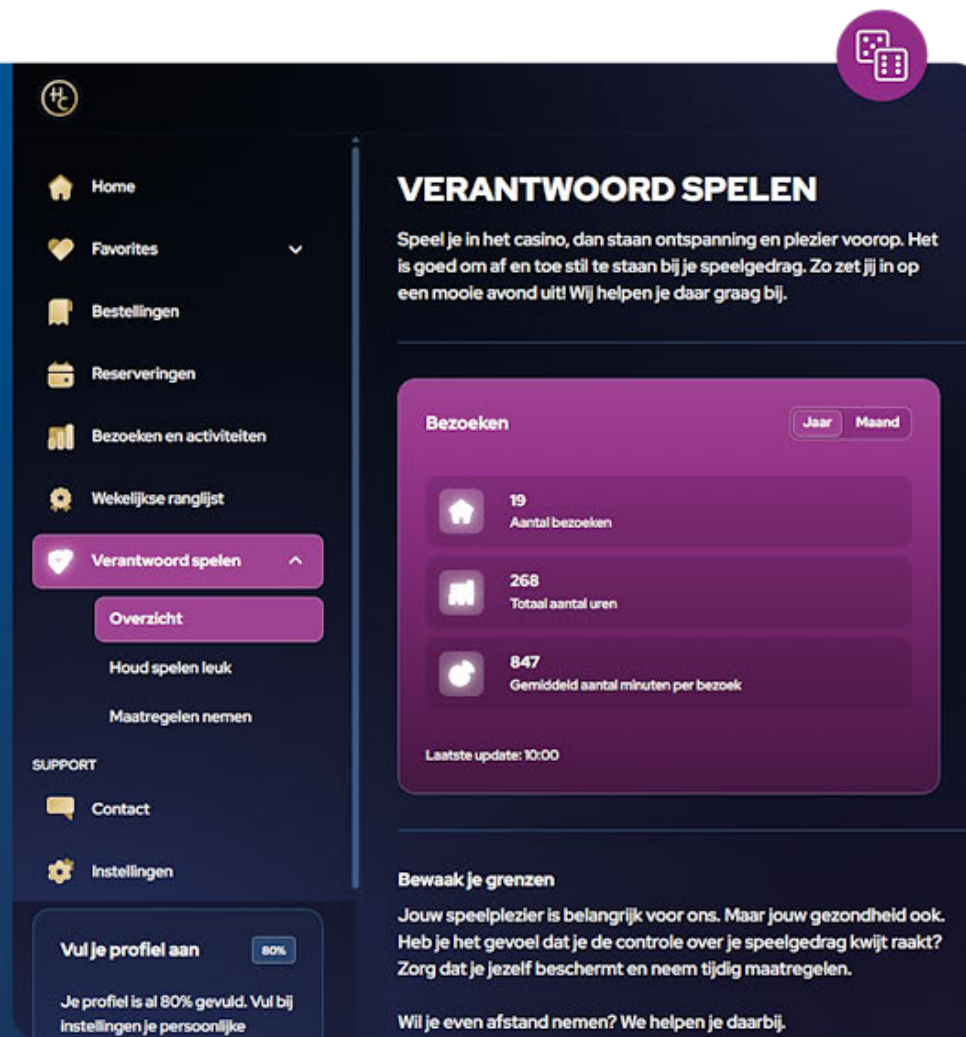 HC
Home
Favorites
Bestellingen
Reserveringen
Bezoeken en activiteiten
Wekelijkse ranglijst
Verantwoord spelen
Overzicht
Houd spelen leuk
Maatregelen nemen
SUPPORT
Contact
Instellingen
Vul je profiel aan
80%
Je profiel is al 80% gevuld. Vul bij
instellingen je persoonlijke
VERANTWOORD SPELEN
Speel je in het casino, dan staan ontspanning en plezier voorop. Het
is goed om af en toe stil te staan bij je speelgedrag. Zo zet jij in op
een mooie avond uit! Wij helpen je daar graag bij.
Bezoeken
Jaar Maand
19
Aantal bezoeken
268
Totaal aantal uren
847
Gemiddeld aantal minuten per bezoek
Laatste update: 10:00
Bewaak je grenzen
Jouw speelplezier is belangrijk voor ons. Maar jouw gezondheid ook.
Heb je het gevoel dat je de controle over je speelgedrag kwijt raakt?
Zorg dat je jezelf beschermt en neem tijdig maatregelen.
Wil je even afstand nemen? We helpen je daarbij.